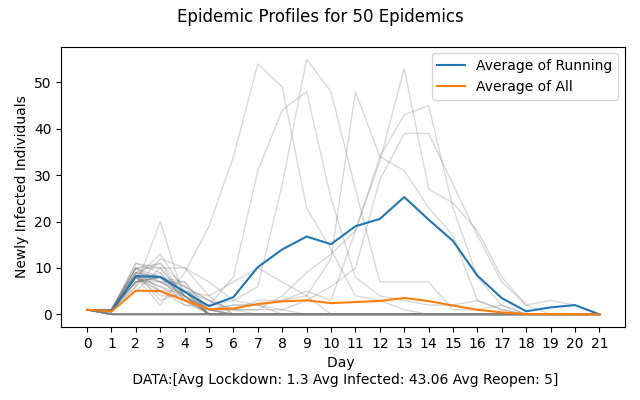 Epidemic Profiles for 50 Epidemics
Average of Running
Average of All
Newly Infected Individuals
50
40
30
20
10
0
0 1 2 3 4 5 6 7 8 9 10 11 12 13 14 15 16 17 18 19 20 21
Day
DATA:[Avg Lockdown: 1.3 Avg Infected: 43.06 Avg Reopen: 5]